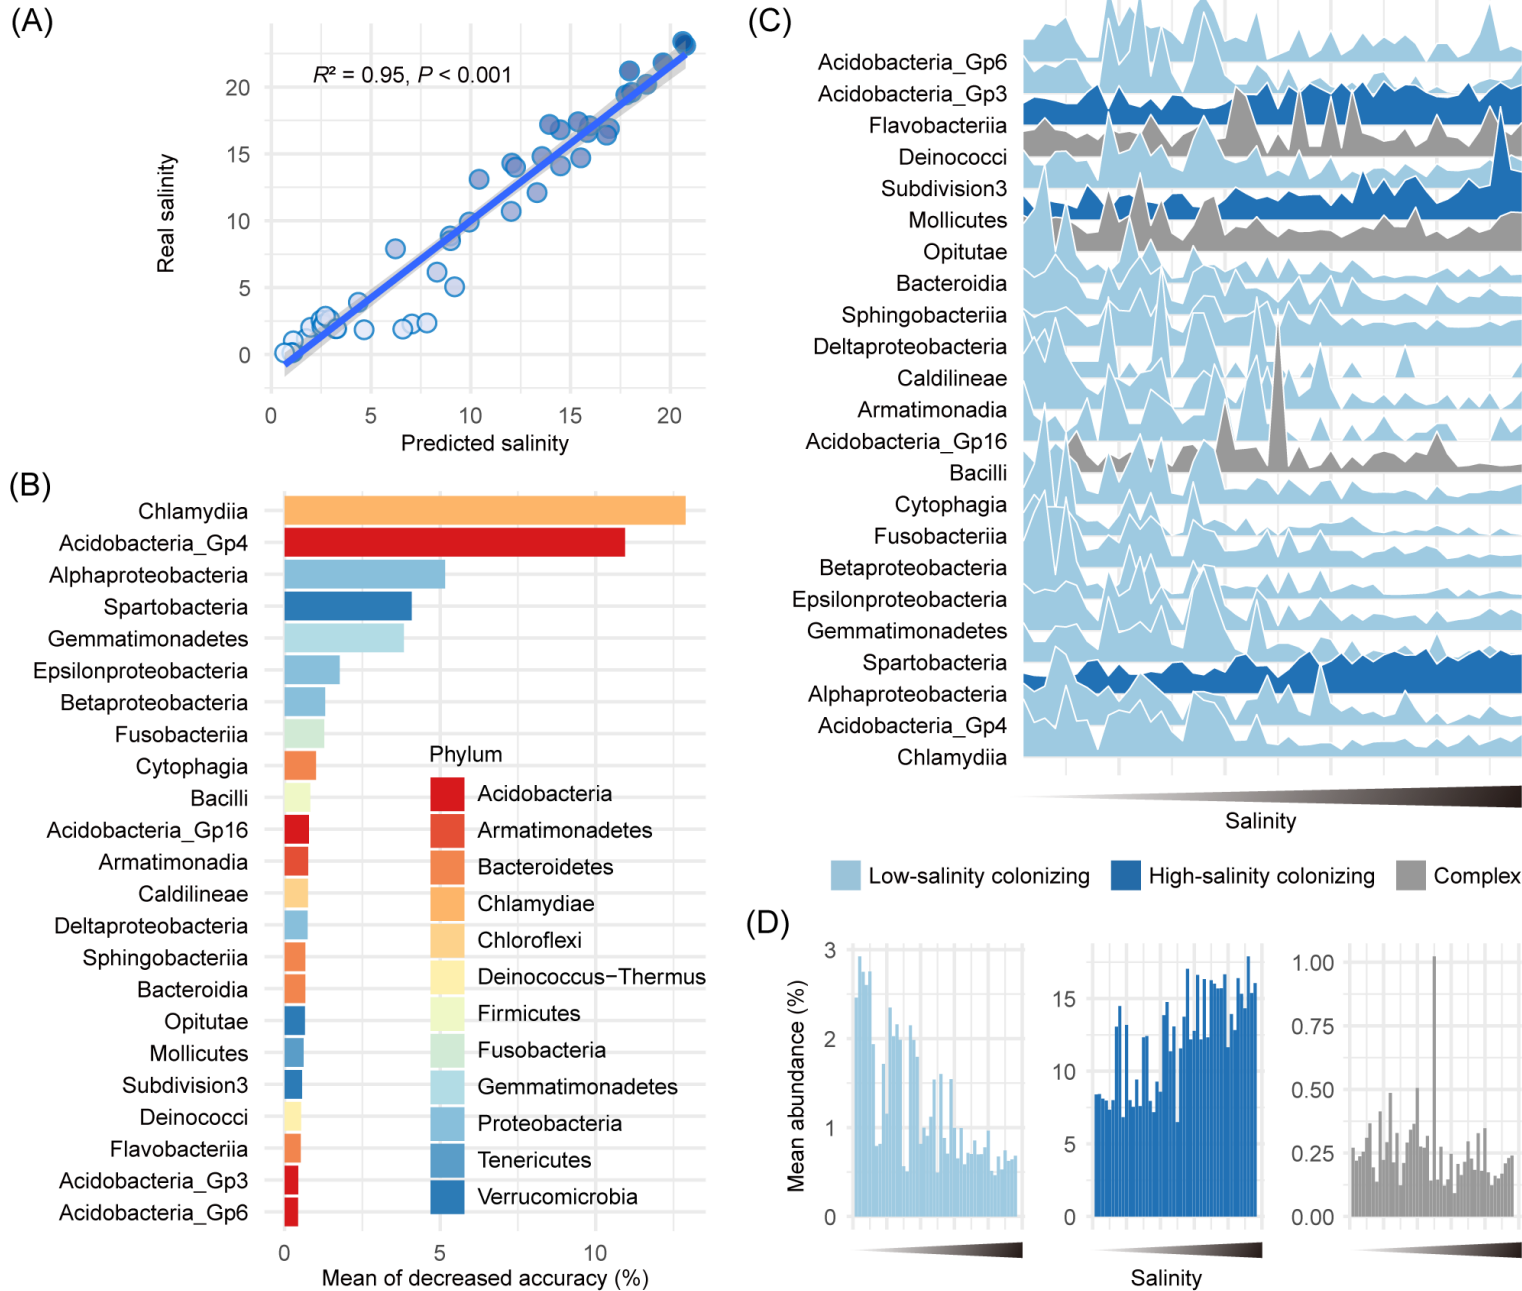 (A)
R² = 0.95, P < 0.001
Real salinity
20
15
10
5
0
0 5 10 15 20
Predicted salinity
(B)
Chlamydiia
Acidobacteria_Gp4
Alphaproteobacteria
Spartobacteria
Gemmatimonadetes
Epsilonproteobacteria
Betaproteobacteria
Fusobacteriia
Cytophagia
Bacilli
Acidobacteria_Gp16
Armatimonadia
Caldilineae
Deltaproteobacteria
Sphingobacteriia
Bacteroidia
Opitutae
Mollicutes
Subdivision3
Deinococci
Flavobacteriia
Acidobacteria_Gp3
Acidobacteria_Gp6
0 5 10
Mean of decreased accuracy (%)
Phylum
Acidobacteria
Armatimonadetes
Bacteroidetes
Chlamydiae
Chloroflexi
Deinococcus−Thermus
Firmicutes
Fusobacteria
Gemmatimonadetes
Proteobacteria
Tenericutes
Verrucomicrobia
(C)
Acidobacteria_Gp6
Acidobacteria_Gp3
Flavobacteriia
Deinococci
Subdivision3
Mollicutes
Opitutae
Bacteroidia
Sphingobacteriia
Deltaproteobacteria
Caldilineae
Armatimonadia
Acidobacteria_Gp16
Bacilli
Cytophagia
Fusobacteriia
Betaproteobacteria
Epsilonproteobacteria
Gemmatimonadetes
Spartobacteria
Alphaproteobacteria
Acidobacteria_Gp4
Chlamydiia
Salinity
Low-salinity colonizing High-salinity colonizing Complex
(D)
Mean abundance (%)
3
2
1
0
15
10
5
0
1.00
0.75
0.50
0.25
0.00
Salinity